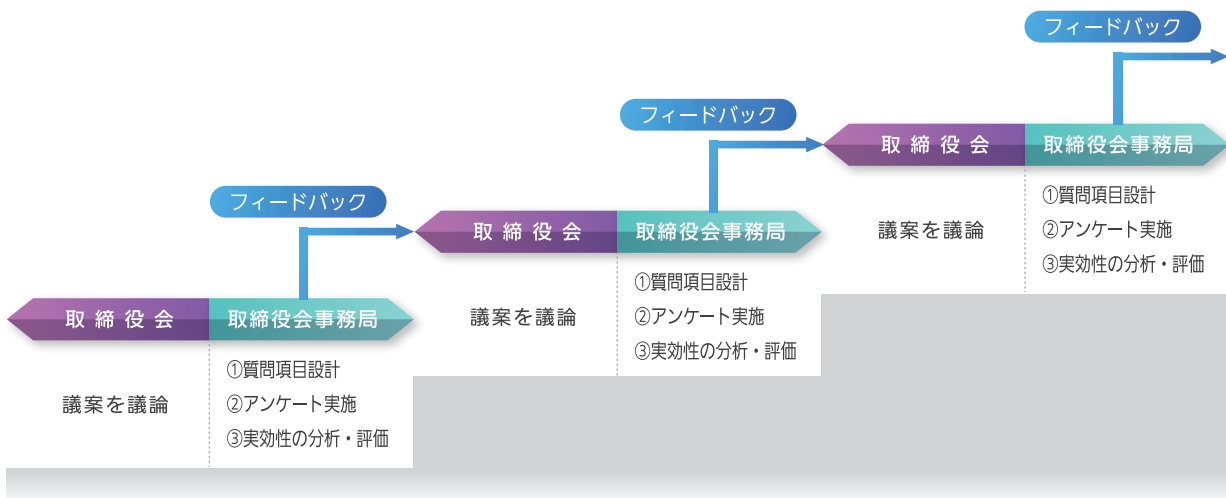 フィードバック
取締役会 取締役会事務局
議案を議論
①質問項目設計
②アンケート実施
③実効性の分析・評価
フィードバック
取締役会 取締役会事務局
議案を議論
①質問項目設計
②アンケート実施
③実効性の分析・評価
フィードバック
取締役会 取締役会事務局
議案を議論
①質問項目設計
②アンケート実施
③実効性の分析・評価